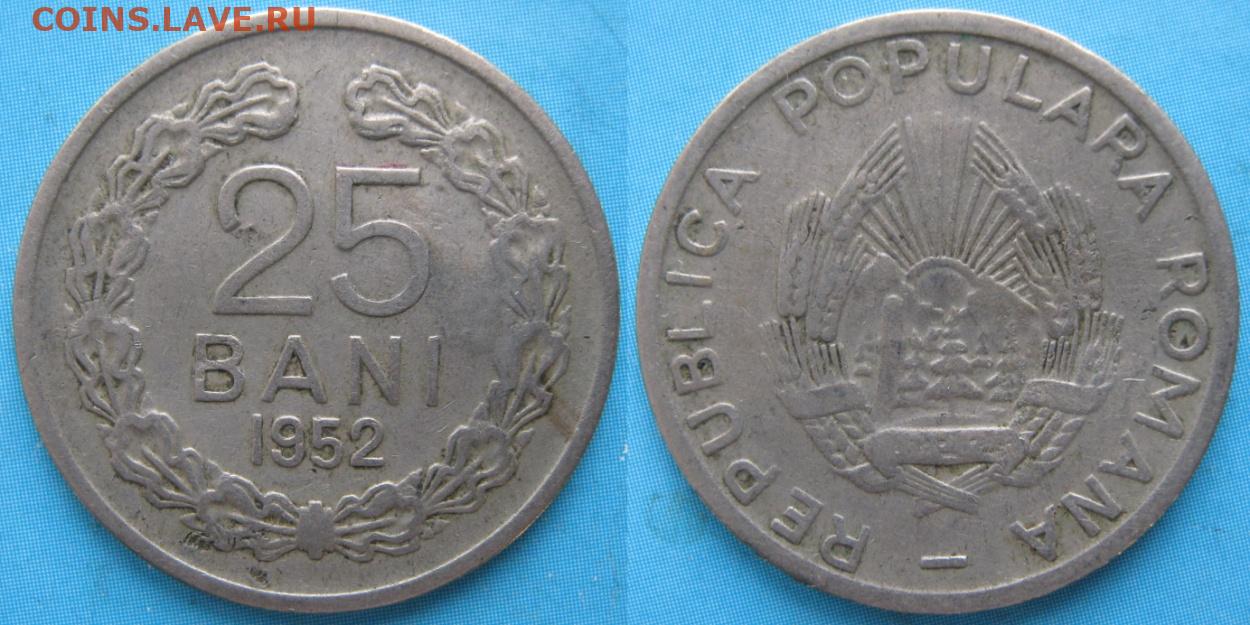 COINS.LAVE.RU
25
BANI
1952
REPUBLICA POPULARA ROMANA